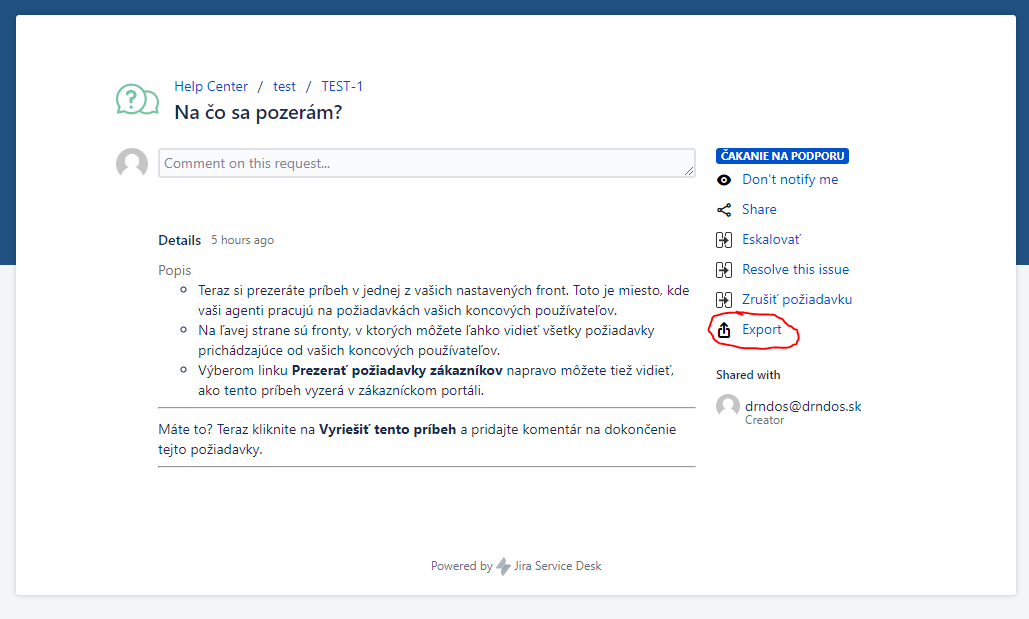 Help Center / test / TEST-1
Na čo sa pozerám?
Comment on this request...
Details 5 hours ago
Popis
Teraz si prezeráte príbeh v jednej z vašich nastavených front. Toto je miesto, kde
vaši agenti pracujú na požiadavkách vašich koncových používateľov.
Na ľavej strane sú fronty, v ktorých môžete ľahko vidieť všetky požiadavky
prichádzajúce od vašich koncových používateľov.
Výberom linku Prezerať požiadavky zákazníkov napravo môžete tiež vidieť,
ako tento príbeh vyzerá v zákazníckom portáli.
Máte to? Teraz kliknite na Vyriešiť tento príbeh a pridajte komentár na dokončenie
tejto požiadavky.
ČAKANIE NA PODPORU
Don't notify me
Share
Eskalovať
Resolve this issue
Zrušiť požiadavku
Export
Shared with
drndos@drndos.sk
Creator
Powered by Jira Service Desk